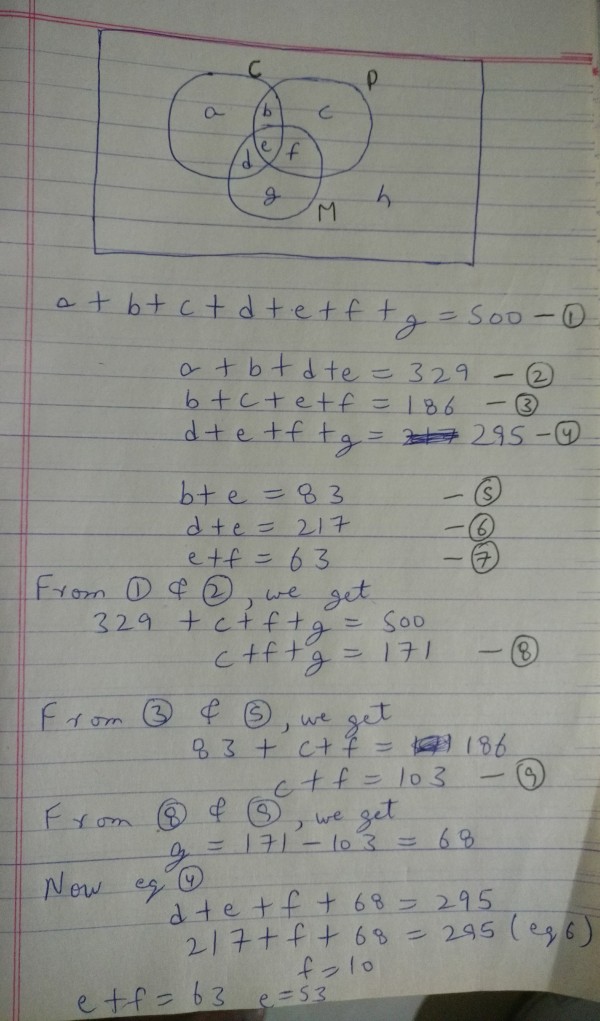 C P
a b c
e
d f
g h
M
a + b + c + d + e + f + g = 500 — ①
a + b + d + e = 329 — ②
b + c + e + f = 186 — ③
d + e + f + g = 295 — ④
b + e = 83 — ⑤
d + e = 217 — ⑥
e + f = 63 — ⑦
From ① & ②, we get
329 + c + f + g = 500
c + f + g = 171 — ⑧
From ③ & ⑤, we get
83 + c + f = 186
c + f = 103 — ⑨
From ⑧ & ⑨, we get
g = 171 – 103 = 68
Now eq ④
d + e + f + 68 = 295
217 + f + 68 = 295 (eq 6)
f = 10
e + f = 63 e = 53